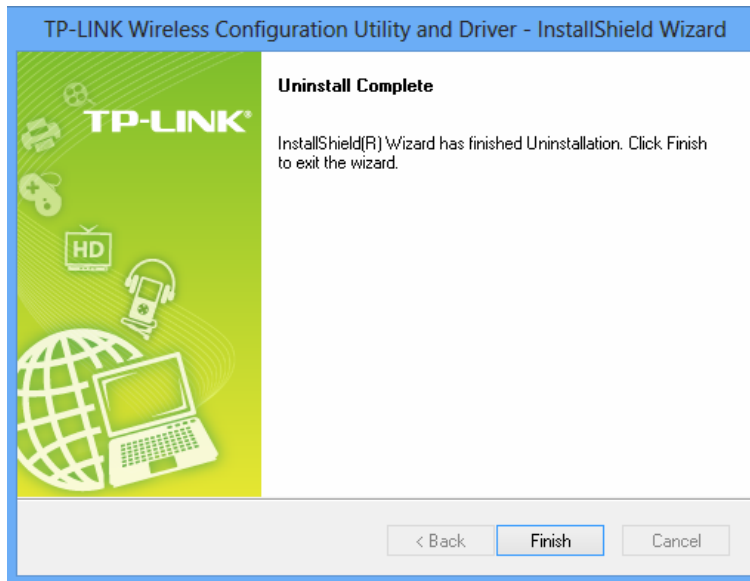 TP-LINK Wireless Configuration Utility and Driver - InstallShield Wizard
TP-LINK®
Uninstall Complete
InstallShield(R) Wizard has finished Uninstallation. Click Finish
to exit the wizard.
HD
< Back
Finish
Cancel